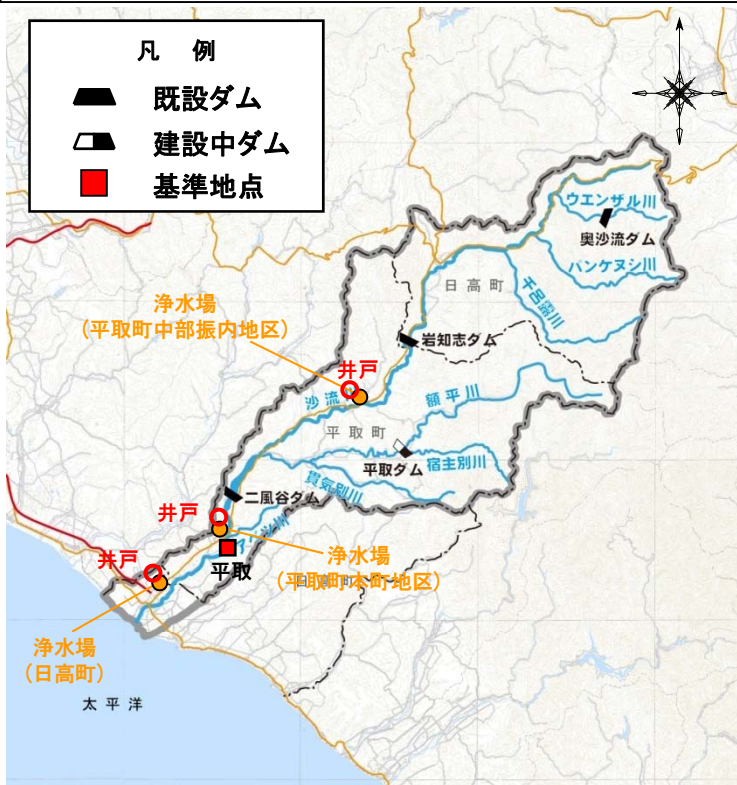 凡 例
既設ダム
建設中ダム
基準地点
ウエンザル川
奥沙流ダム
パンケヌシ川
日高町
千呂露川
浄水場
(平取町中部振内地区)
岩知志ダム
井戸
沙流川
額平川
平取町
平取ダム
宿主別川
貫気別川
二風谷ダム
井戸
井戸
平取
浄水場
(平取町本町地区)
浄水場
(日高町)
太平洋